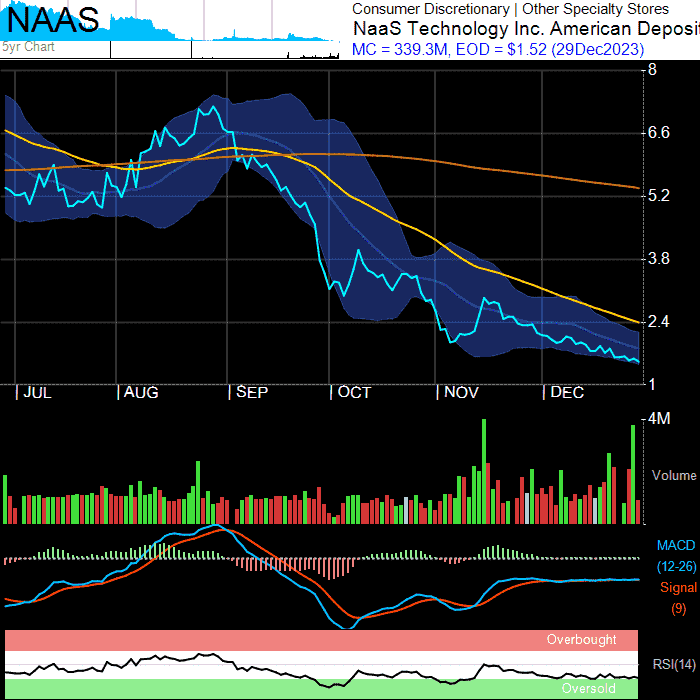 NAAS
5yr Chart
Consumer Discretionary | Other Specialty Stores
NaaS Technology Inc. American Deposi
MC = 339.3M, EOD = $1.52 (29Dec2023)
8
6.6
5.2
3.8
2.4
1
| JUL | AUG | SEP | OCT | NOV | DEC
4M
Volume
MACD
(12-26)
Signal
(9)
Overbought
RSI(14)
Oversold